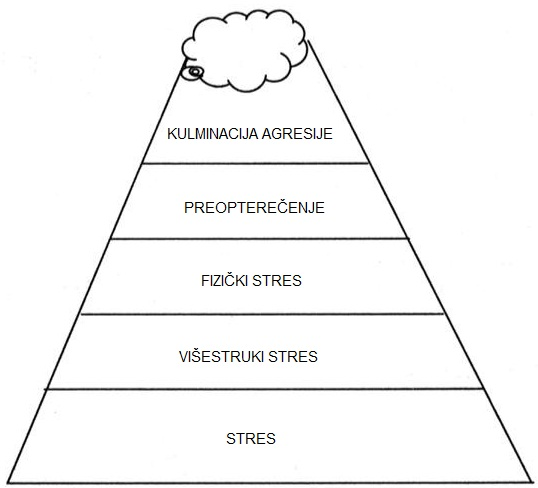 KULMINACIJA AGRESIJE
PREOPTEREČENJE
FIZIČKI STRES
VIŠESTRUKI STRES
STRES